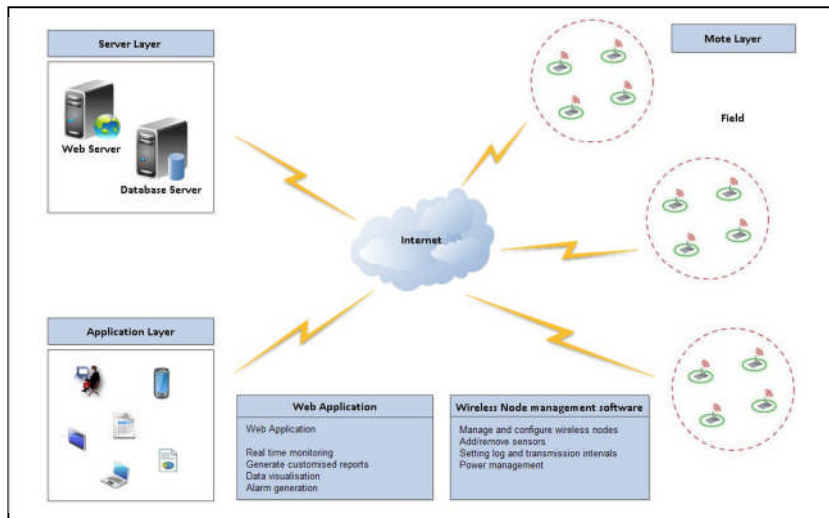 Server Layer
Web Server
Database Server
Mote Layer
Field
Internet
Application Layer
Web Application
Web Application
Real time monitoring
Generate customised reports
Data visualisation
Alarm generation
Wireless Node management software
Manage and configure wireless nodes
Add/remove sensors
Setting log and transmission intervals
Power management